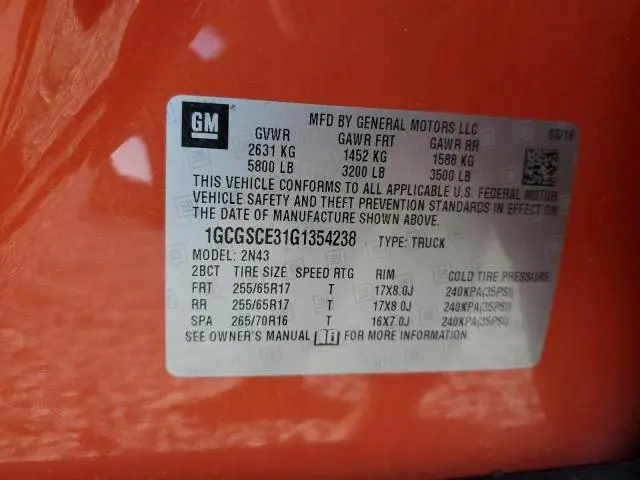 GM
MFD BY GENERAL MOTORS LLC 08/16
GVWR GAWR FRT GAWR RR
2631 KG 1452 KG 1588 KG
5800 LB 3200 LB 3500 LB
THIS VEHICLE CONFORMS TO ALL APPLICABLE U.S. FEDERAL MOTOR
VEHICLE SAFETY AND THEFT PREVENTION STANDARDS IN EFFECT ON
THE DATE OF MANUFACTURE SHOWN ABOVE.
1GCGSCE31G1354238 TYPE: TRUCK
MODEL: 2N43
2BCT TIRE SIZE SPEED RTG RIM COLD TIRE PRESSURE
FRT 255/65R17 T 17X8.0J 240KPA(35PSI)
RR 255/65R17 T 17X8.0J 240KPA(35PSI)
SPA 265/70R16 T 16X7.0J 240KPA(35PSI)
SEE OWNER'S MANUAL FOR MORE INFORMATION.